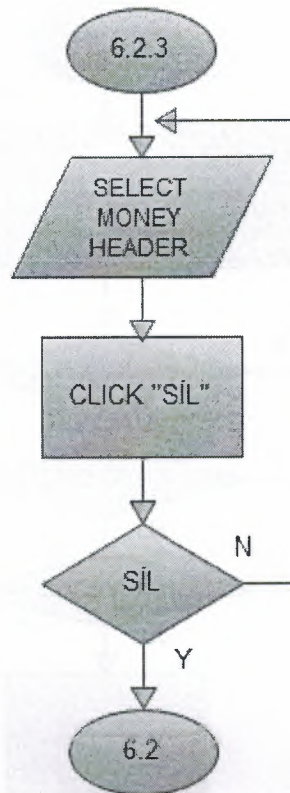 6.2.3
SELECT
MONEY
HEADER
CLICK "SİL"
SİL
N
Y
6.2